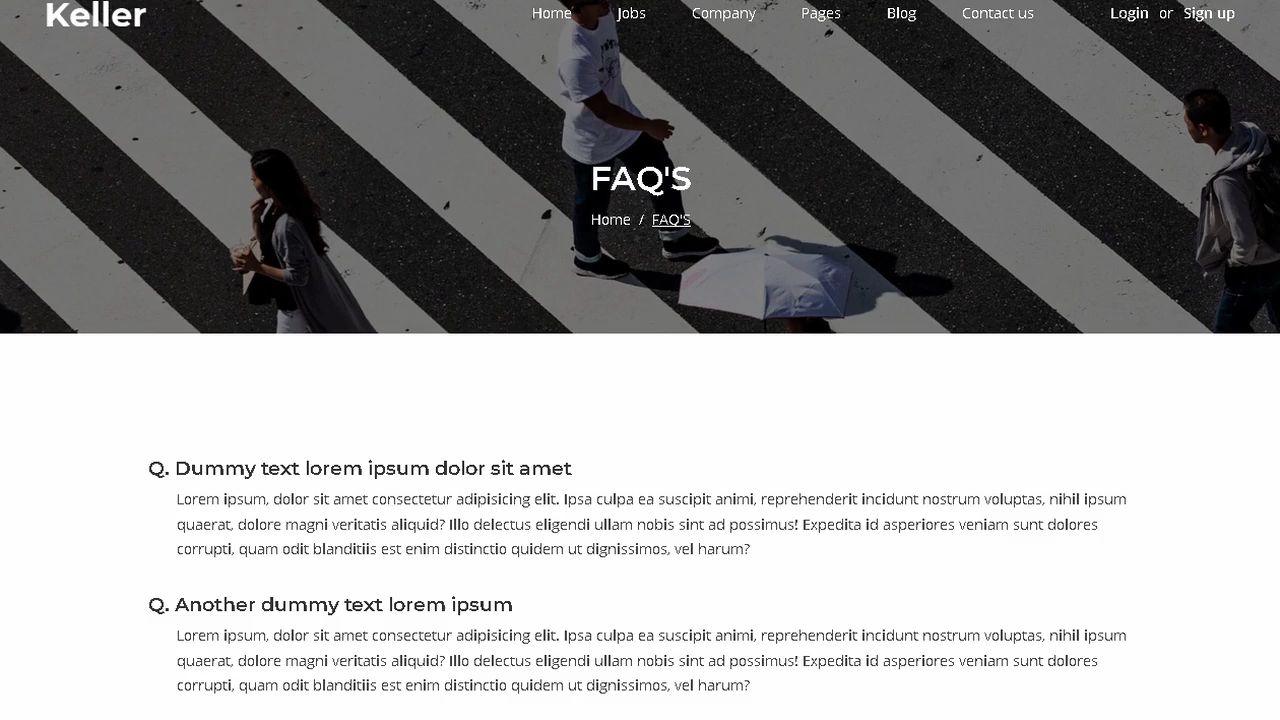 Keller
Home Jobs Company Pages Blog Contact us Login or Sign up
FAQ'S
Home / FAQ'S
Q. Dummy text lorem ipsum dolor sit amet
Lorem ipsum, dolor sit amet consectetur adipisicing elit. Ipsa culpa ea suscipit animi, reprehenderit incidunt nostrum voluptas, nihil ipsum
quaerat, dolore magni veritatis aliquid? Illo delectus eligendi ullam nobis sint ad possimus! Expedita id asperiores veniam sunt dolores
corrupti, quam odit blanditiis est enim distinctio quidem ut dignissimos, vel harum?
Q. Another dummy text lorem ipsum
Lorem ipsum, dolor sit amet consectetur adipisicing elit. Ipsa culpa ea suscipit animi, reprehenderit incidunt nostrum voluptas, nihil ipsum
quaerat, dolore magni veritatis aliquid? Illo delectus eligendi ullam nobis sint ad possimus! Expedita id asperiores veniam sunt dolores
corrupti, quam odit blanditiis est enim distinctio quidem ut dignissimos, vel harum?